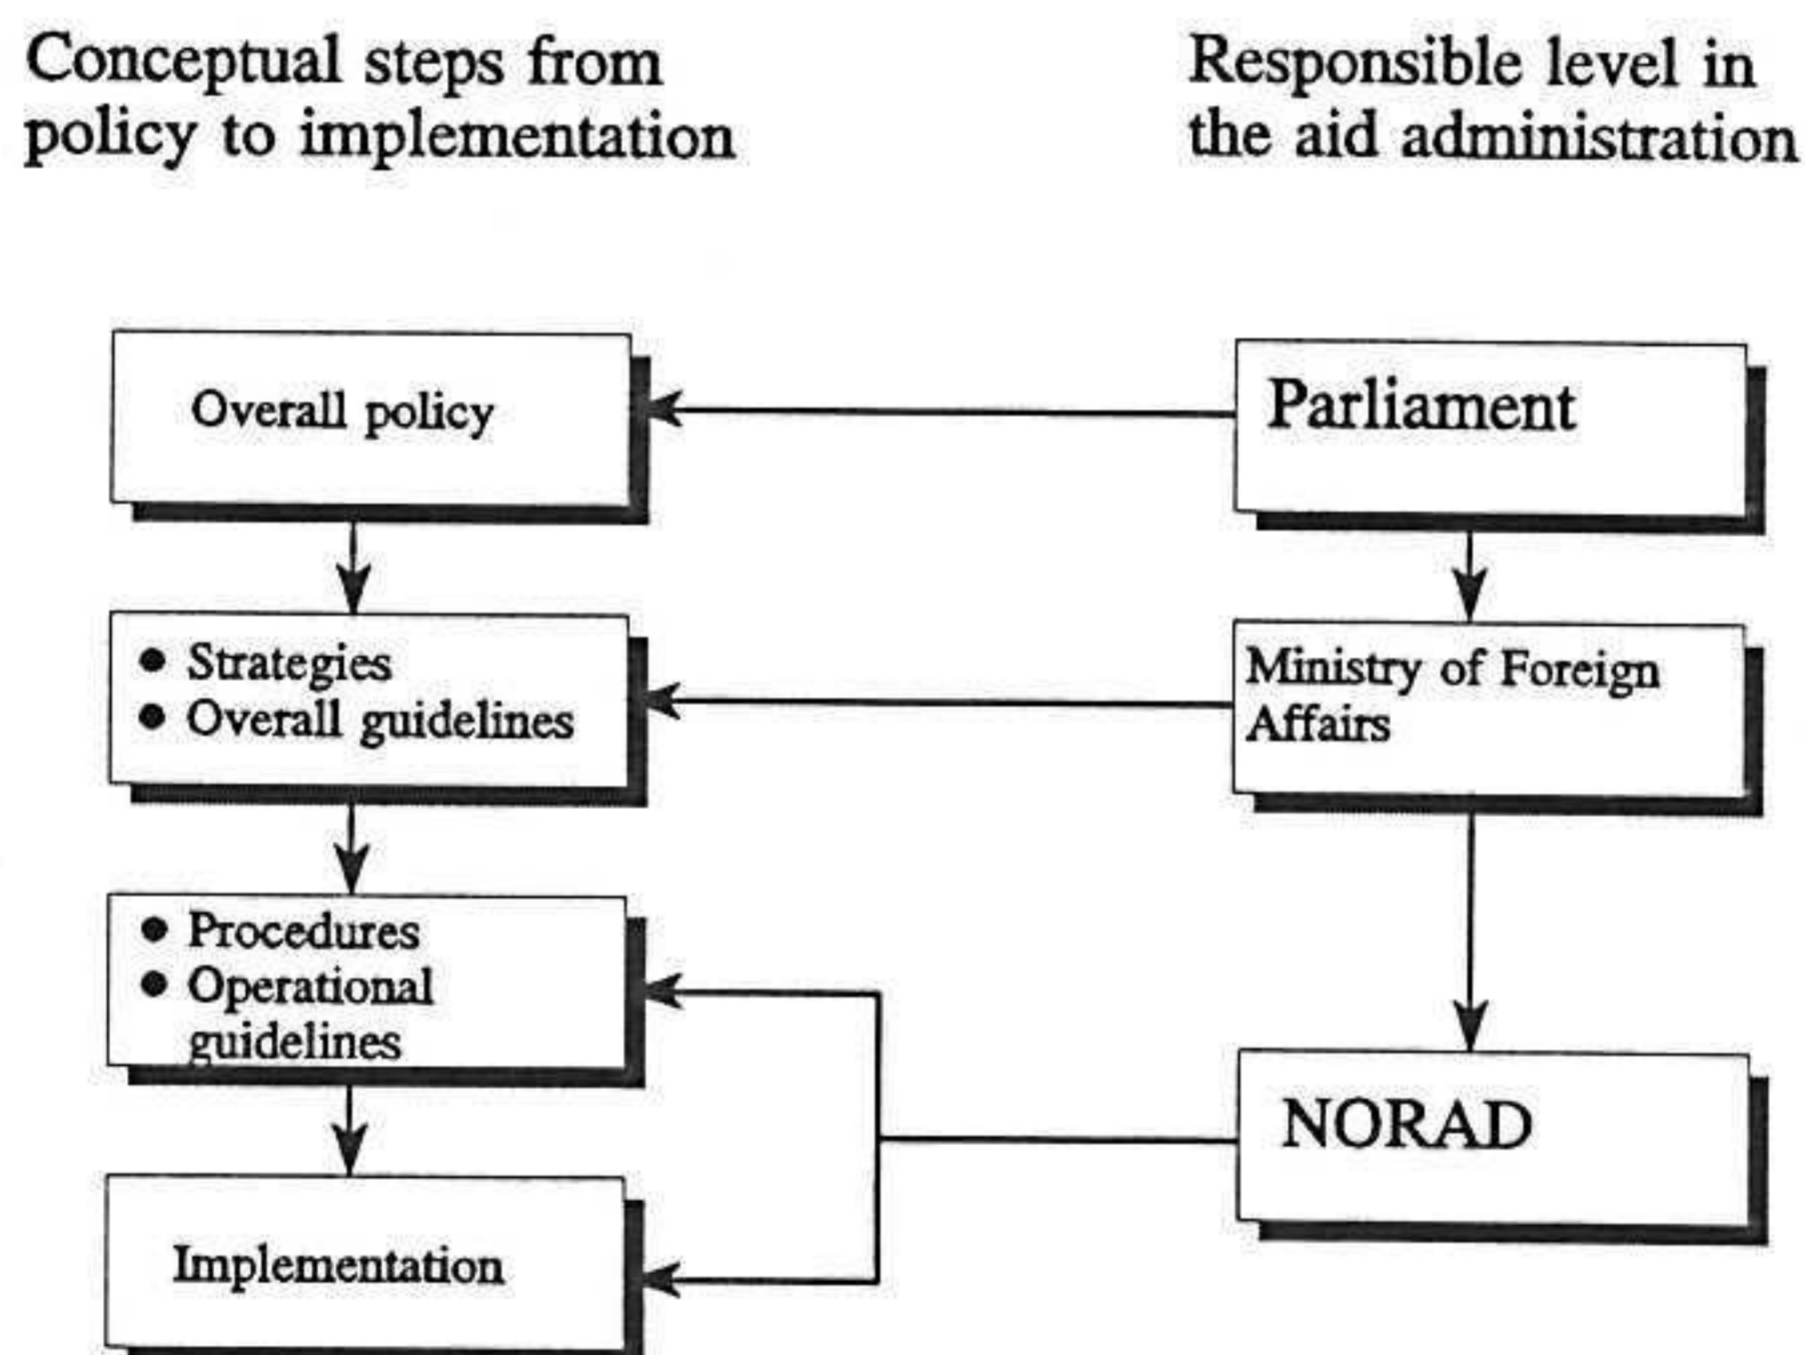 Conceptual steps from
policy to implementation
Responsible level in
the aid administration
Overall policy
Parliament
● Strategies
● Overall guidelines
Ministry of Foreign
Affairs
● Procedures
● Operational
guidelines
NORAD
Implementation